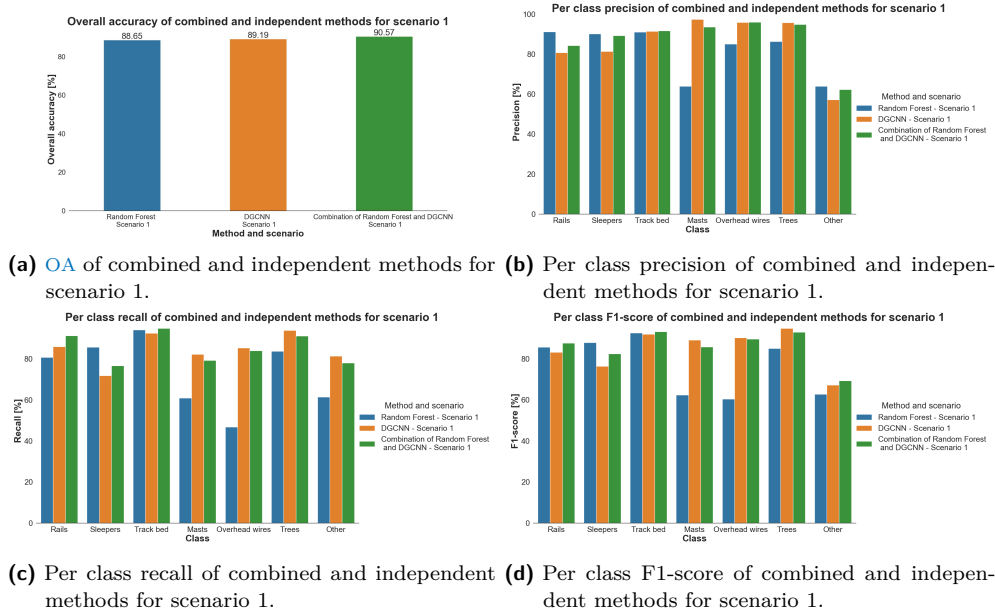 Overall accuracy of combined and independent methods for scenario 1
88.65
89.19
90.57
Overall accuracy [%]
80
60
40
20
0
Random Forest
Scenario 1
DGCNN
Scenario 1
Combination of Random Forest and DGCNN
Scenario 1
Method and scenario
(a) OA of combined and independent methods for
scenario 1.
Per class precision of combined and independent methods for scenario 1
Precision [%]
100
80
60
40
20
0
Rails
Sleepers
Track bed
Masts
Overhead wires
Trees
Other
Class
Method and scenario
Random Forest - Scenario 1
DGCNN - Scenario 1
Combination of Random Forest
and DGCNN - Scenario 1
(b) Per class precision of combined and indepen-
dent methods for scenario 1.
Per class recall of combined and independent methods for scenario 1
Recall [%]
80
60
40
20
0
Rails
Sleepers
Track bed
Masts
Overhead wires
Trees
Other
Class
Method and scenario
Random Forest - Scenario 1
DGCNN - Scenario 1
Combination of Random Forest
and DGCNN - Scenario 1
(c) Per class recall of combined and independent
methods for scenario 1.
Per class F1-score of combined and independent methods for scenario 1
F1-score [%]
80
60
40
20
0
Rails
Sleepers
Track bed
Masts
Overhead wires
Trees
Other
Class
Method and scenario
Random Forest - Scenario 1
DGCNN - Scenario 1
Combination of Random Forest
and DGCNN - Scenario 1
(d) Per class F1-score of combined and indepen-
dent methods for scenario 1.